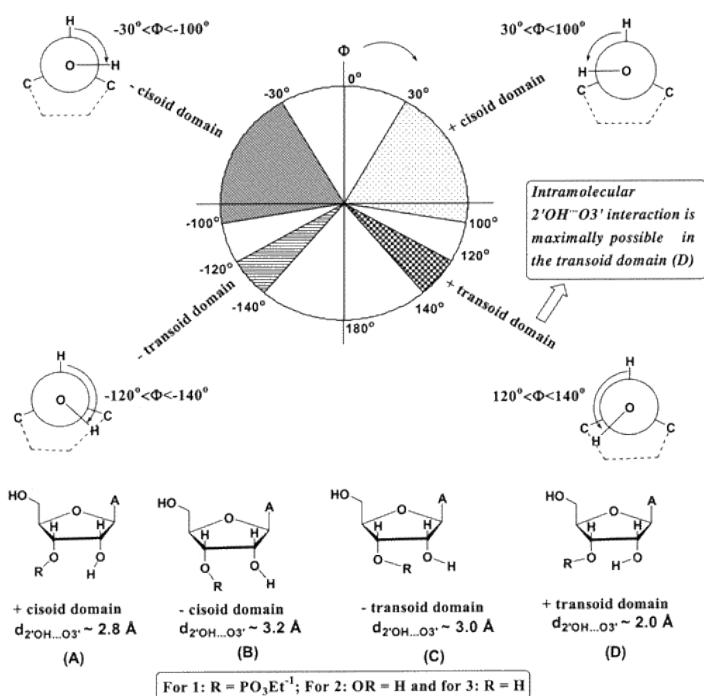 H
-30°<Φ<-100°
O
H
C
C
- cisoid domain
Φ
0°
-30°
30°
-100°
100°
-120°
120°
-140°
140°
180°
30°<Φ<100°
H
H
O
C
C
+ cisoid domain
Intramolecular
2'OH···O3' interaction is
maximally possible in
the transoid domain (D)
- transoid domain
+ transoid domain
H
-120°<Φ<-140°
O
C
C
H
120°<Φ<140°
H
O
C
C
H
HO
O
A
H
H
O
O
R
H
HO
O
A
H
H
O
O
R
H
HO
O
A
H
H
O
O
R
H
HO
O
A
H
H
O
HO
R
+ cisoid domain
d2'OH...O3' ~ 2.8 Å
(A)
- cisoid domain
d2'OH...O3' ~ 3.2 Å
(B)
- transoid domain
d2'OH...O3' ~ 3.0 Å
(C)
+ transoid domain
d2'OH...O3' ~ 2.0 Å
(D)
For 1: R = PO3Et-1; For 2: OR = H and for 3: R = H